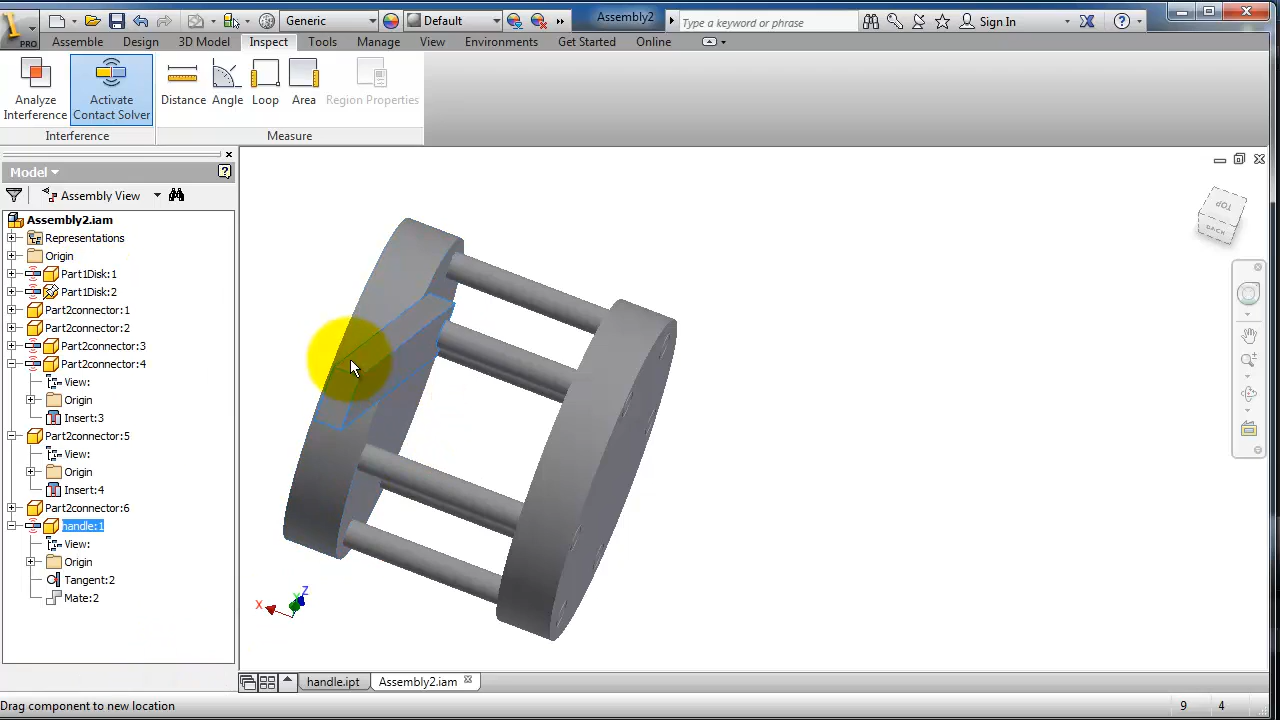 PRO
Generic
Default
Assembly2
Type a keyword or phrase
Sign In
Assemble
Design
3D Model
Inspect
Tools
Manage
View
Environments
Get Started
Online
Analyze
Interference
Activate
Contact Solver
Distance
Angle
Loop
Area
Region Properties
Interference
Measure
Model
Assembly View
Assembly2.iam
Representations
Origin
Part1Disk:1
Part1Disk:2
Part2connector:1
Part2connector:2
Part2connector:3
Part2connector:4
View:
Origin
Insert:3
Part2connector:5
View:
Origin
Insert:4
Part2connector:6
handle:1
View:
Origin
Tangent:2
Mate:2
TOP
BACK
X
Z
handle.ipt
Assembly2.iam
Drag component to new location
9
4